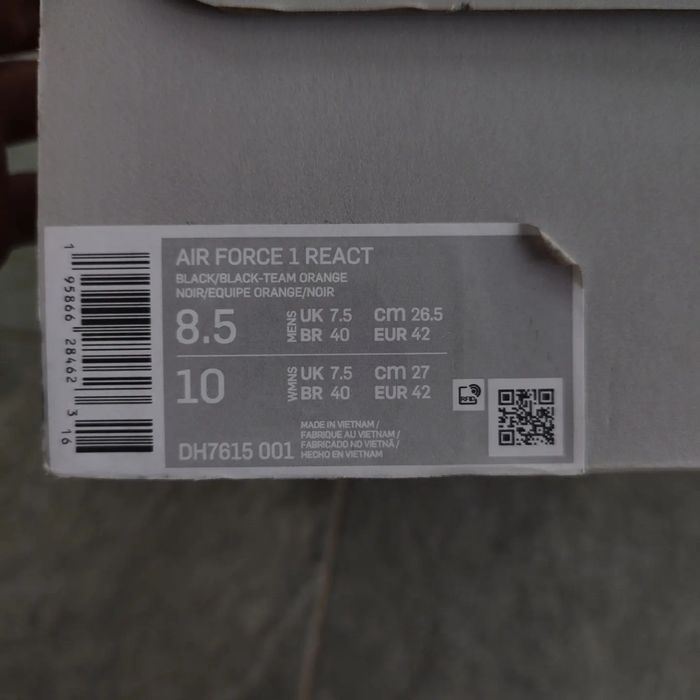 AIR FORCE 1 REACT
BLACK/BLACK-TEAM ORANGE
NOIR/EQUIPE ORANGE/NOIR
8.5 MENS UK 7.5 cm 26.5
BR 40 EUR 42
10 WMNS UK 7.5 cm 27
BR 40 EUR 42
RFID
DH7615 001
MADE IN VIETNAM /
FABRIQUE AU VIETNAM /
FABRICADO NO VIETNÃ /
HECHO EN VIETNAM
1 95866 28462 3 16